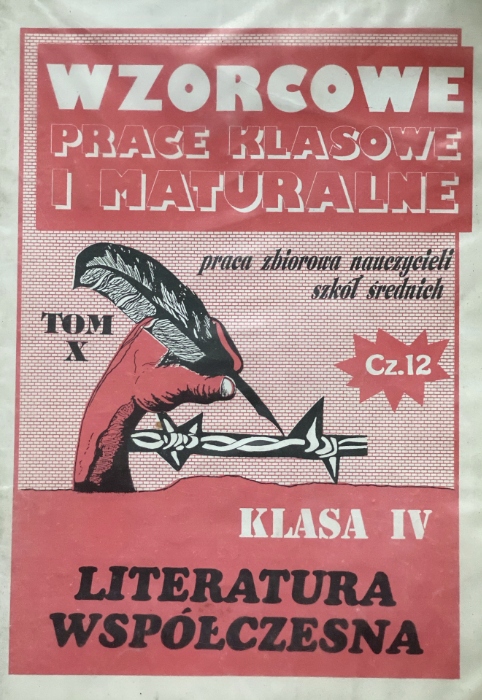 WZORCOWE
PRACE KLASOWE
I MATURALNE
praca zbiorowa nauczycieli
szkół średnich
TOM
X
Cz.12
KLASA IV
LITERATURA
WSPÓŁCZESNA